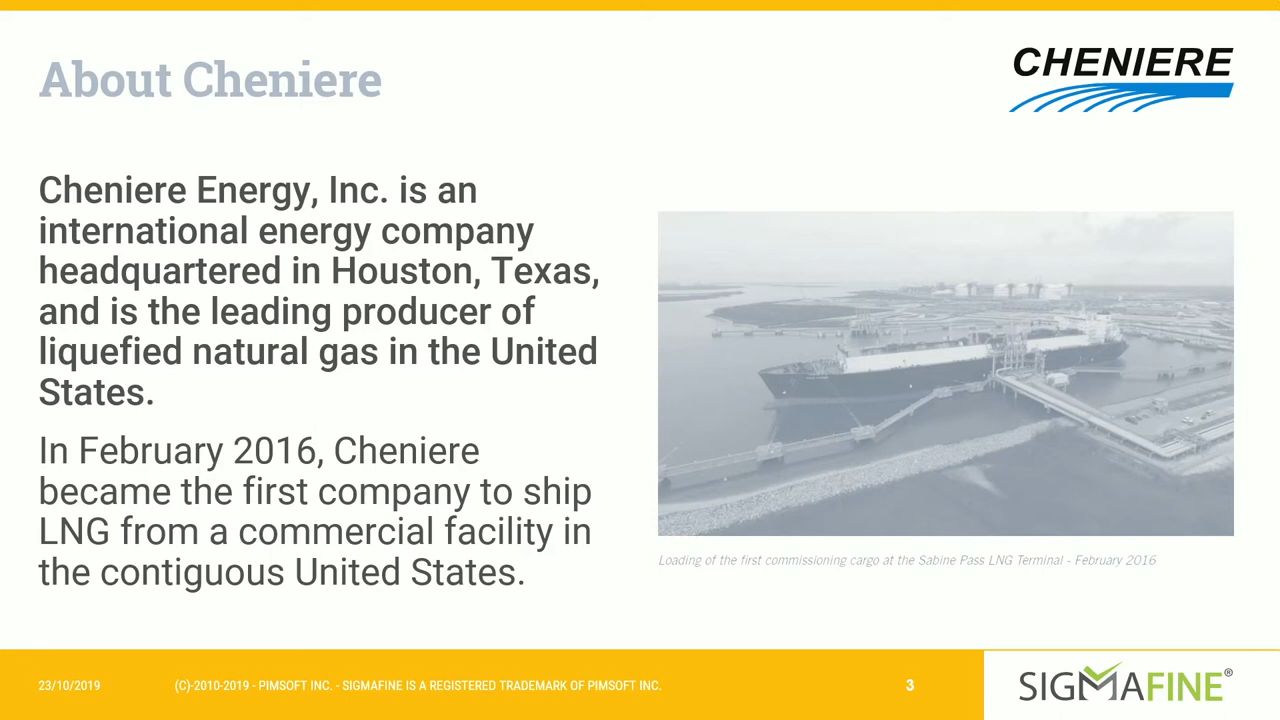 About Cheniere
CHENIERE
Cheniere Energy, Inc. is an
international energy company
headquartered in Houston, Texas,
and is the leading producer of
liquefied natural gas in the United
States.
In February 2016, Cheniere
became the first company to ship
LNG from a commercial facility in
the contiguous United States.
Loading of the first commissioning cargo at the Sabine Pass LNG Terminal - February 2016
23/10/2019
(C)-2010-2019 - PIMSOFT INC. - SIGMAFINE IS A REGISTERED TRADEMARK OF PIMSOFT INC.
3
SIGMAFINE®